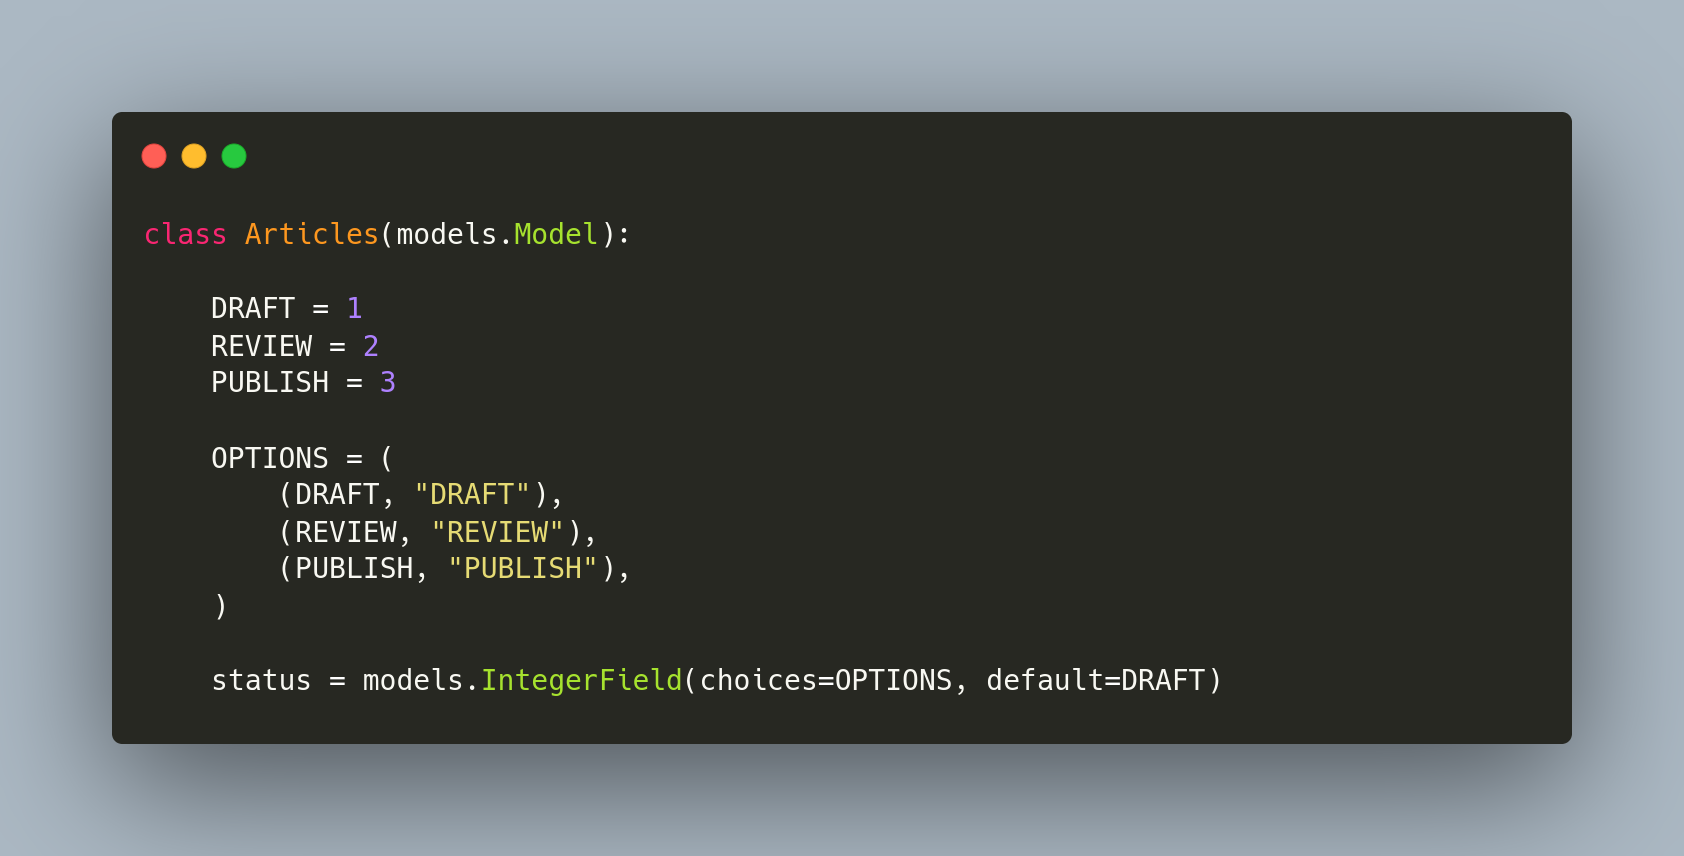 class Articles(models.Model):
    DRAFT = 1
    REVIEW = 2
    PUBLISH = 3
    OPTIONS = (
        (DRAFT, "DRAFT"),
        (REVIEW, "REVIEW"),
        (PUBLISH, "PUBLISH"),
    )
    status = models.IntegerField(choices=OPTIONS, default=DRAFT)